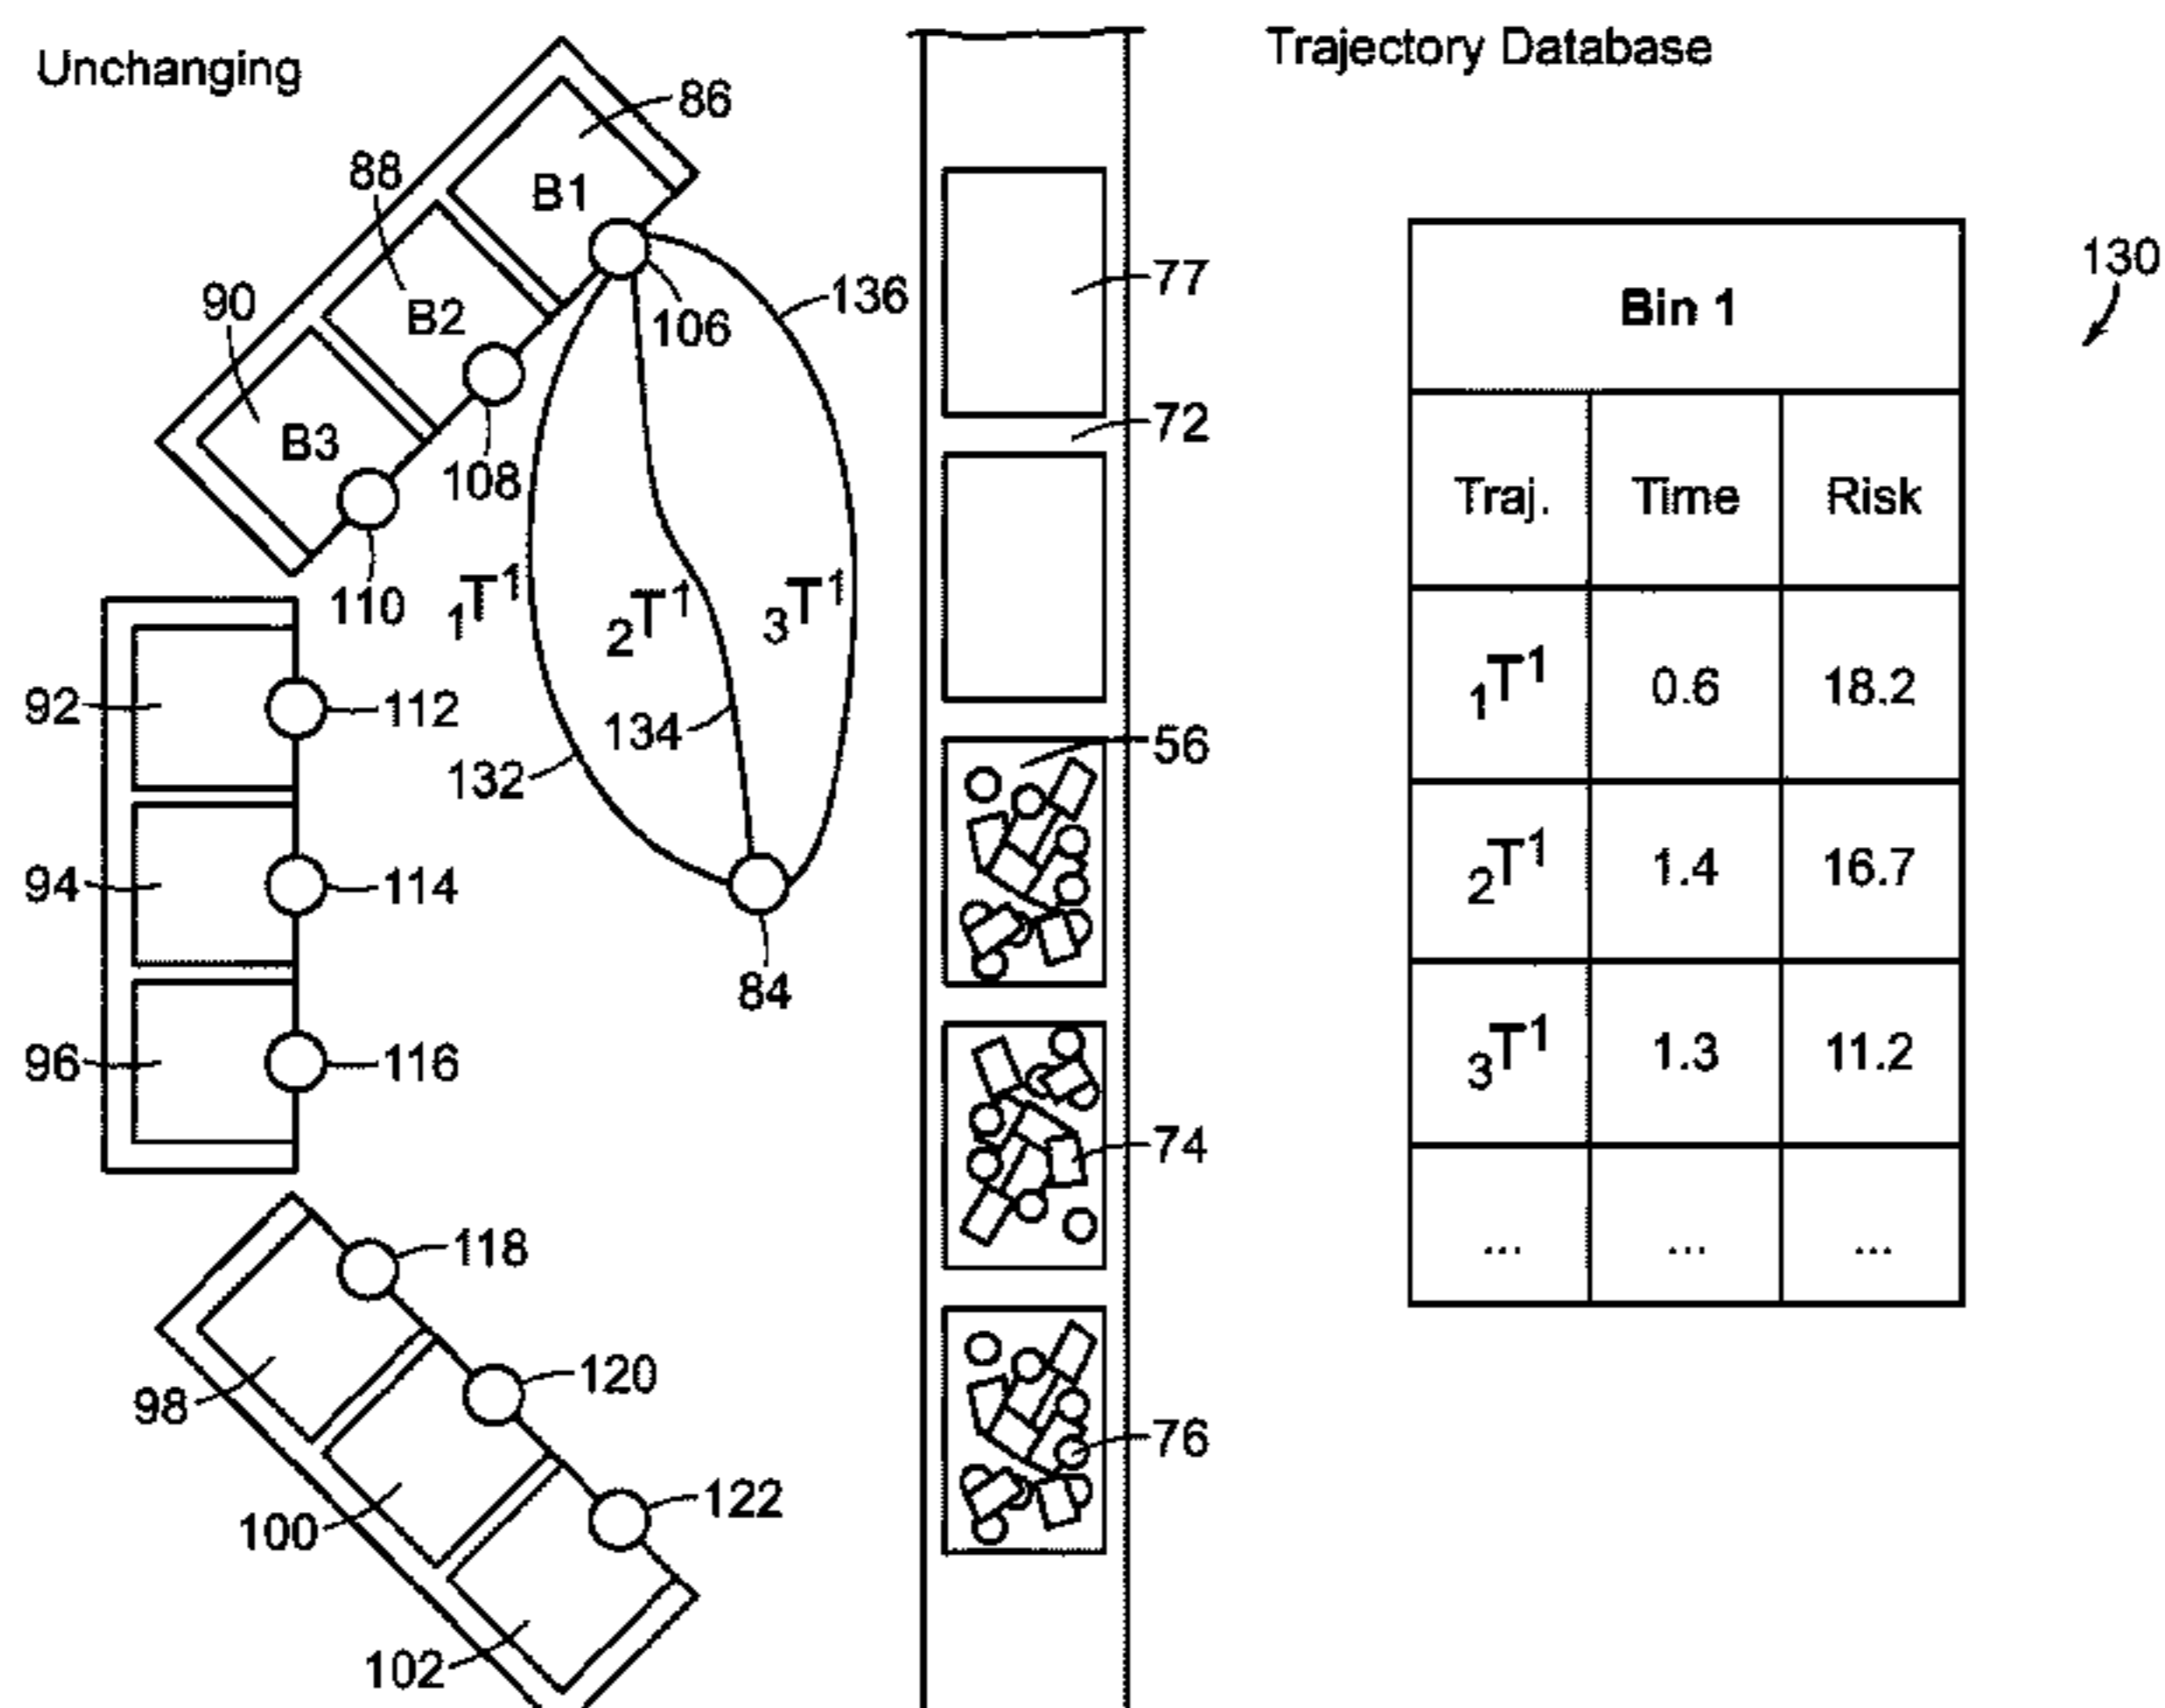 Unchanging
Trajectory Database
86
88
B1
90
B2
B3
106
136
108
110
77
72
130
Bin 1
Traj. Time Risk
1T1 0.6 18.2
2T1 1.4 16.7
3T1 1.3 11.2
... ... ...
1T1
2T1
3T1
92
112
134
132
56
94
114
84
96
116
74
118
98
120
76
100
122
102